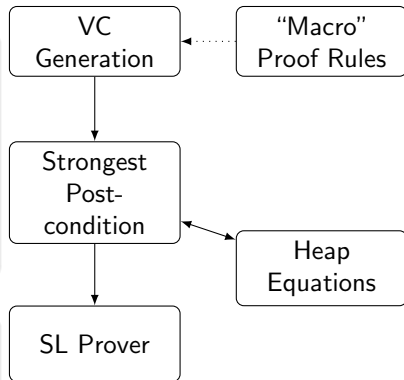 VC
Generation
“Macro”
Proof Rules
Strongest
Post-
condition
Heap
Equations
SL Prover